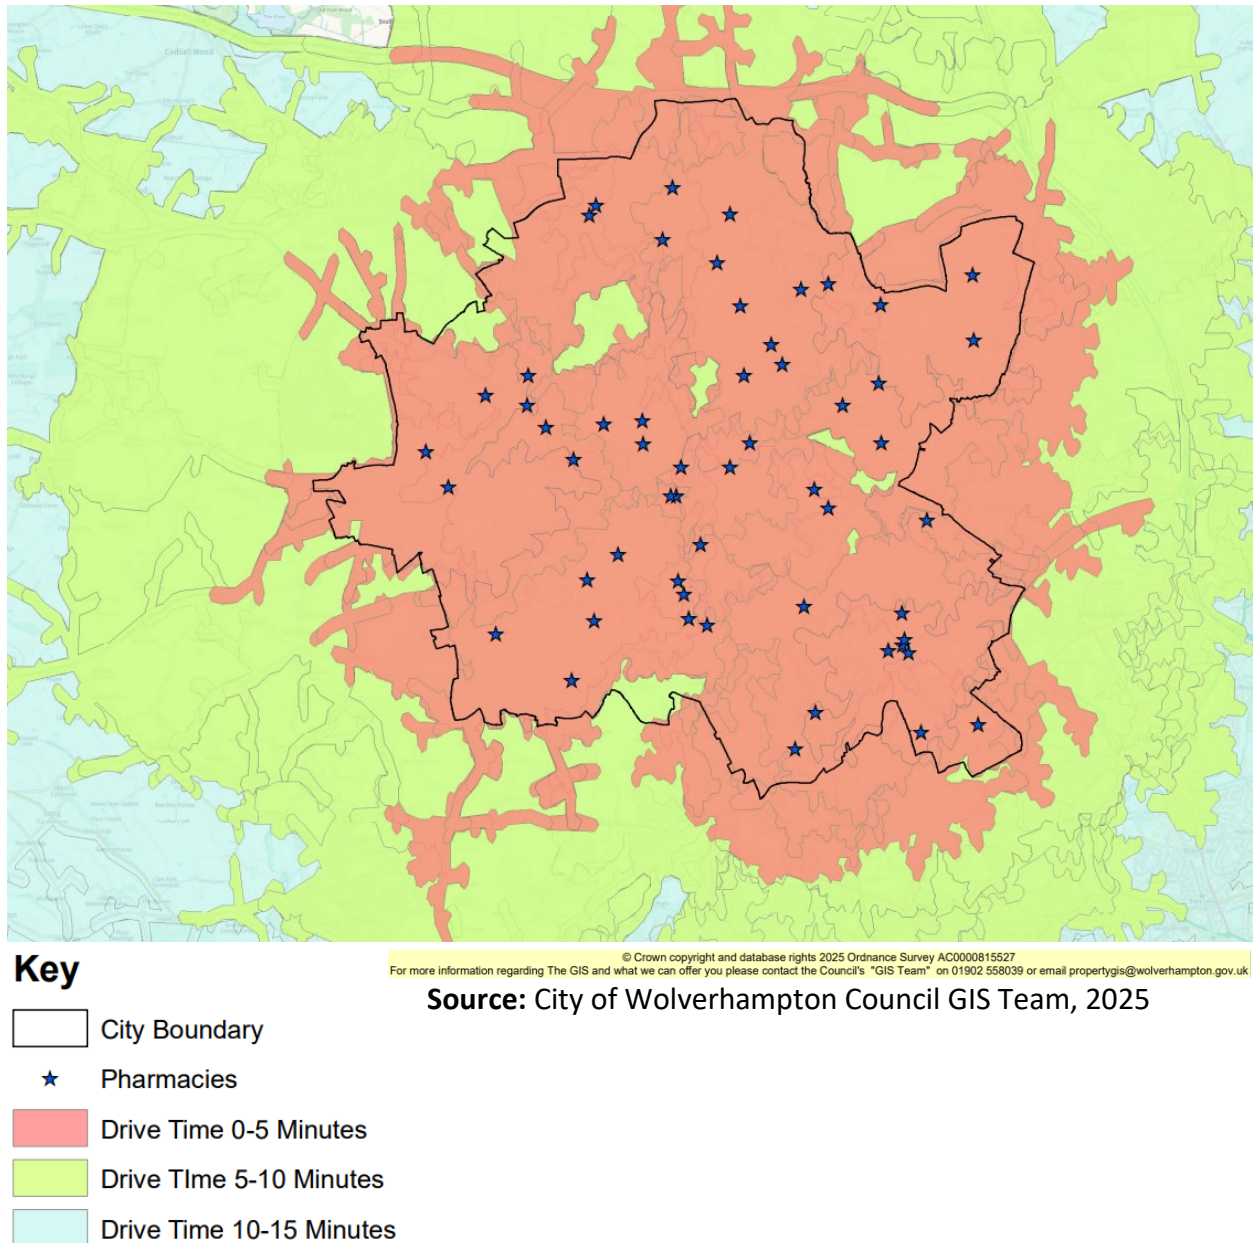 Codsall Wood
Key
© Crown copyright and database rights 2025 Ordnance Survey AC0000815527
For more information regarding The GIS and what we can offer you please contact the Council's "GIS Team" on 01902 558039 or email propertygis@wolverhampton.gov.uk
Source: City of Wolverhampton Council GIS Team, 2025
City Boundary
Pharmacies
Drive Time 0-5 Minutes
Drive TIme 5-10 Minutes
Drive Time 10-15 Minutes